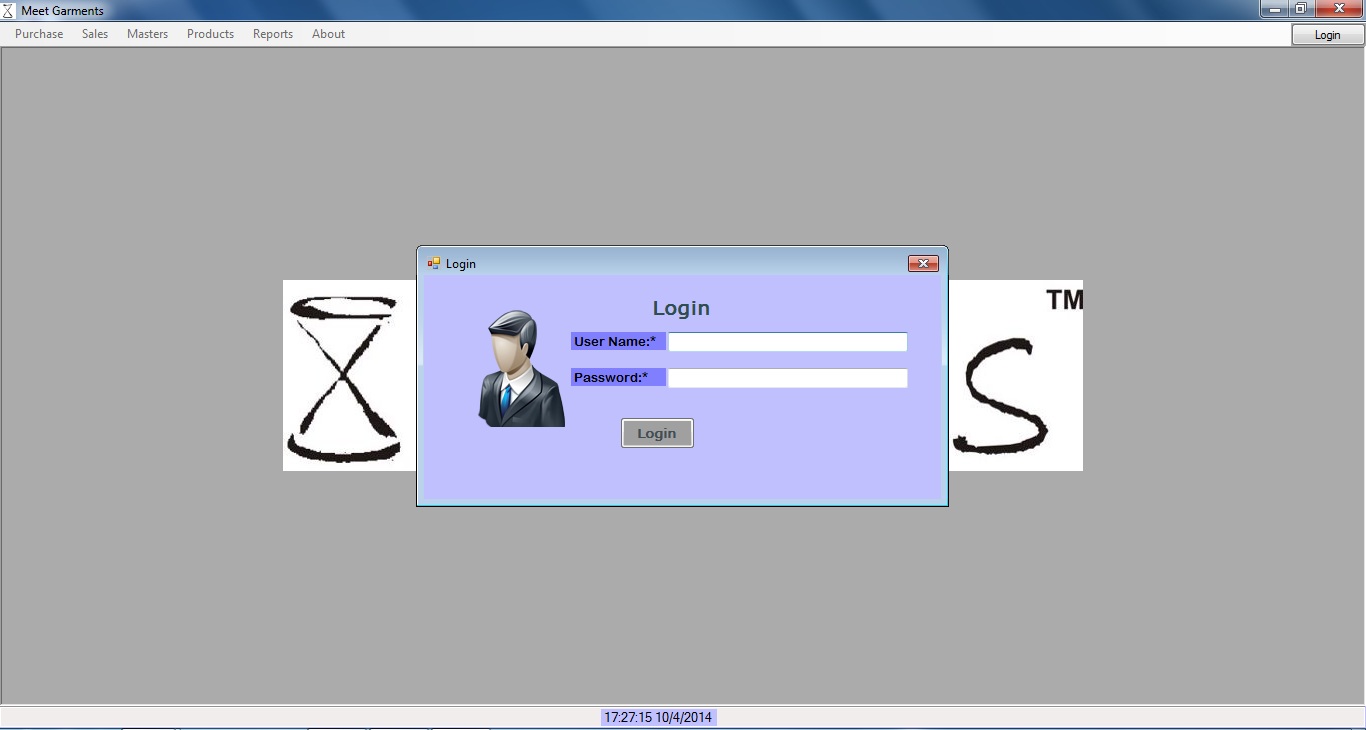 Meet Garments
Purchase Sales Masters Products Reports About Login
Login
TM
Login
User Name:*
Password:*
S
Login
17:27:15 10/4/2014